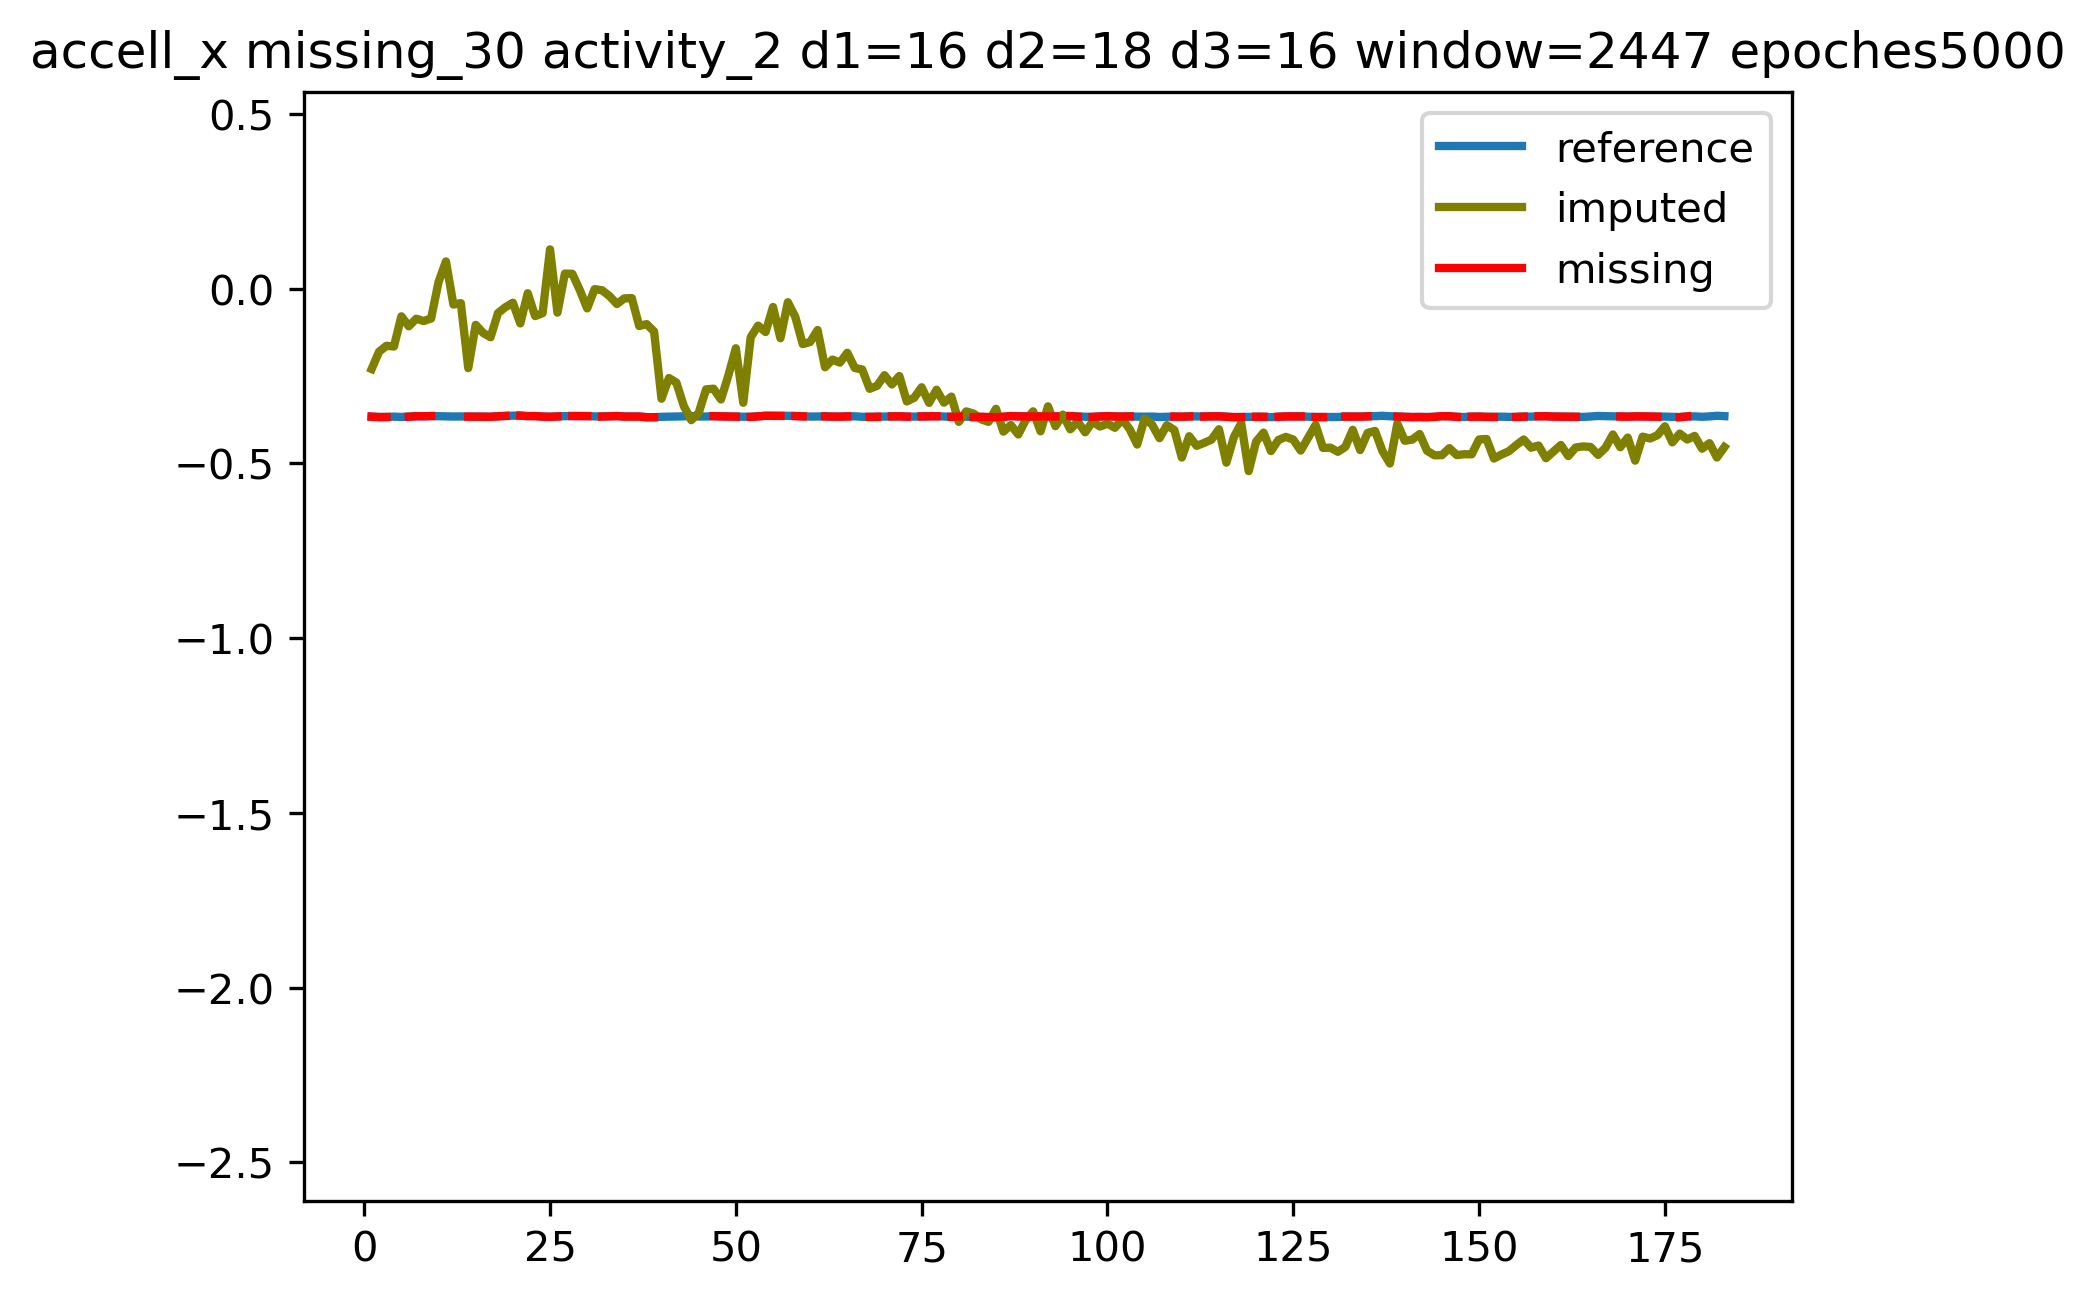 accell_x missing_30 activity_2 d1=16 d2=18 d3=16 window=2447 epoches5000
reference
imputed
missing
0.5
0.0
−0.5
−1.0
−1.5
−2.0
−2.5
0 25 50 75 100 125 150 175